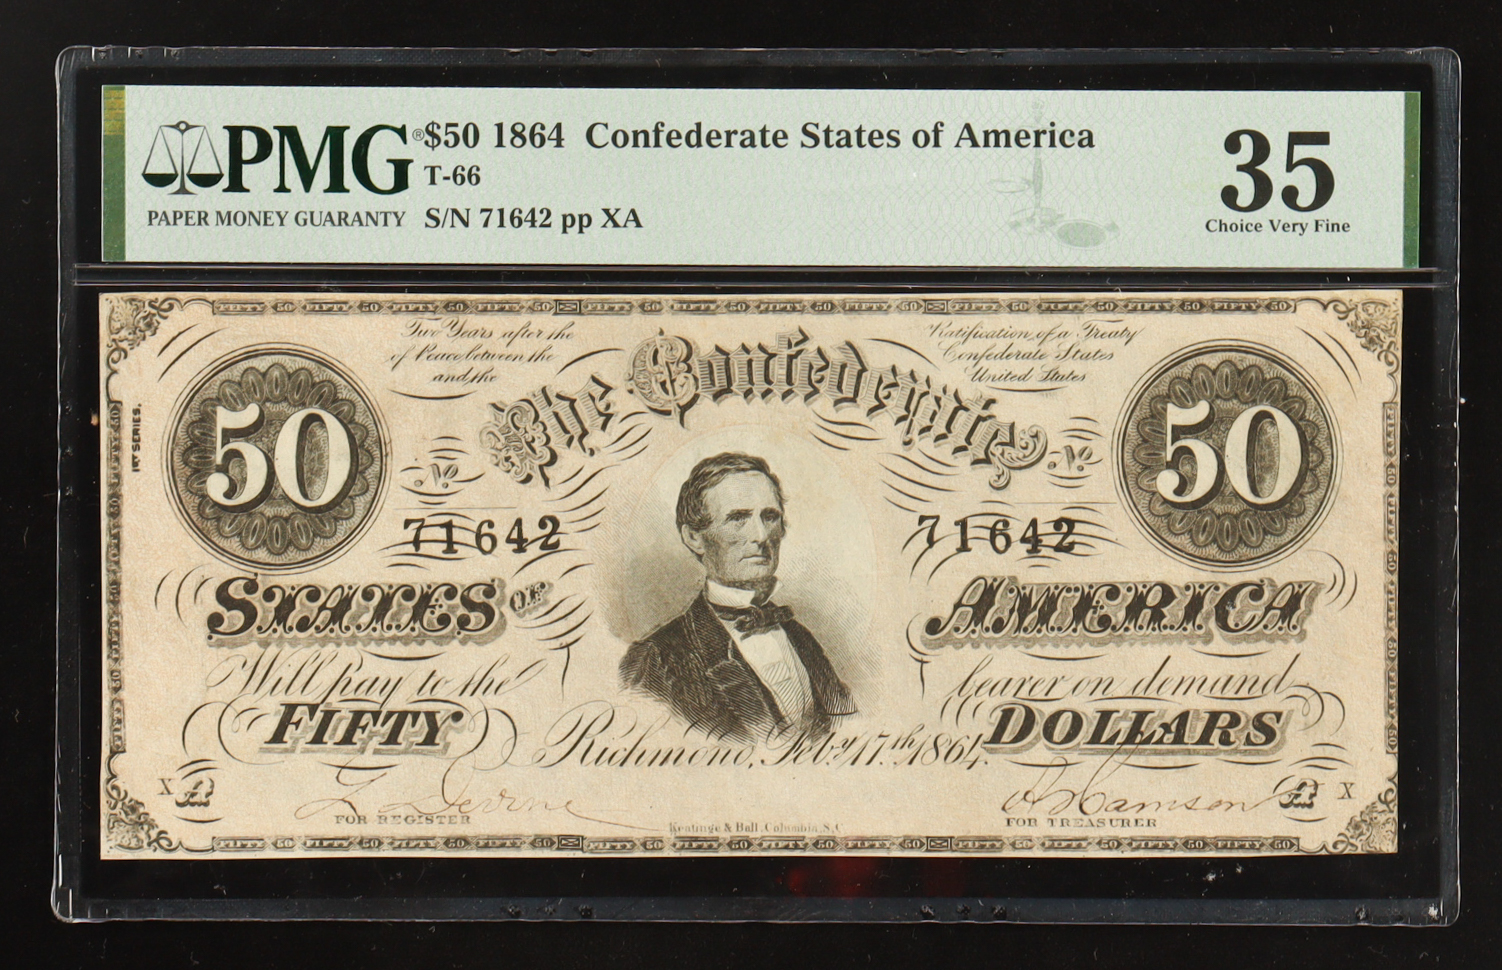 PMG® $50 1864 Confederate States of America
T-66
PAPER MONEY GUARANTY S/N 71642 pp XA
35
Choice Very Fine
Two Years after the Ratification of a Treaty
of Peace between the Confederate States
and the United States
The Confederate
50 50
1st SERIES.
No No
71642 71642
STATES OF AMERICA
Will pay to the bearer on demand
FIFTY DOLLARS
Richmond, Feby. 17th, 1864.
X A A X
FOR REGISTER FOR TREASURER
Keatinge & Ball, Columbia, S,C